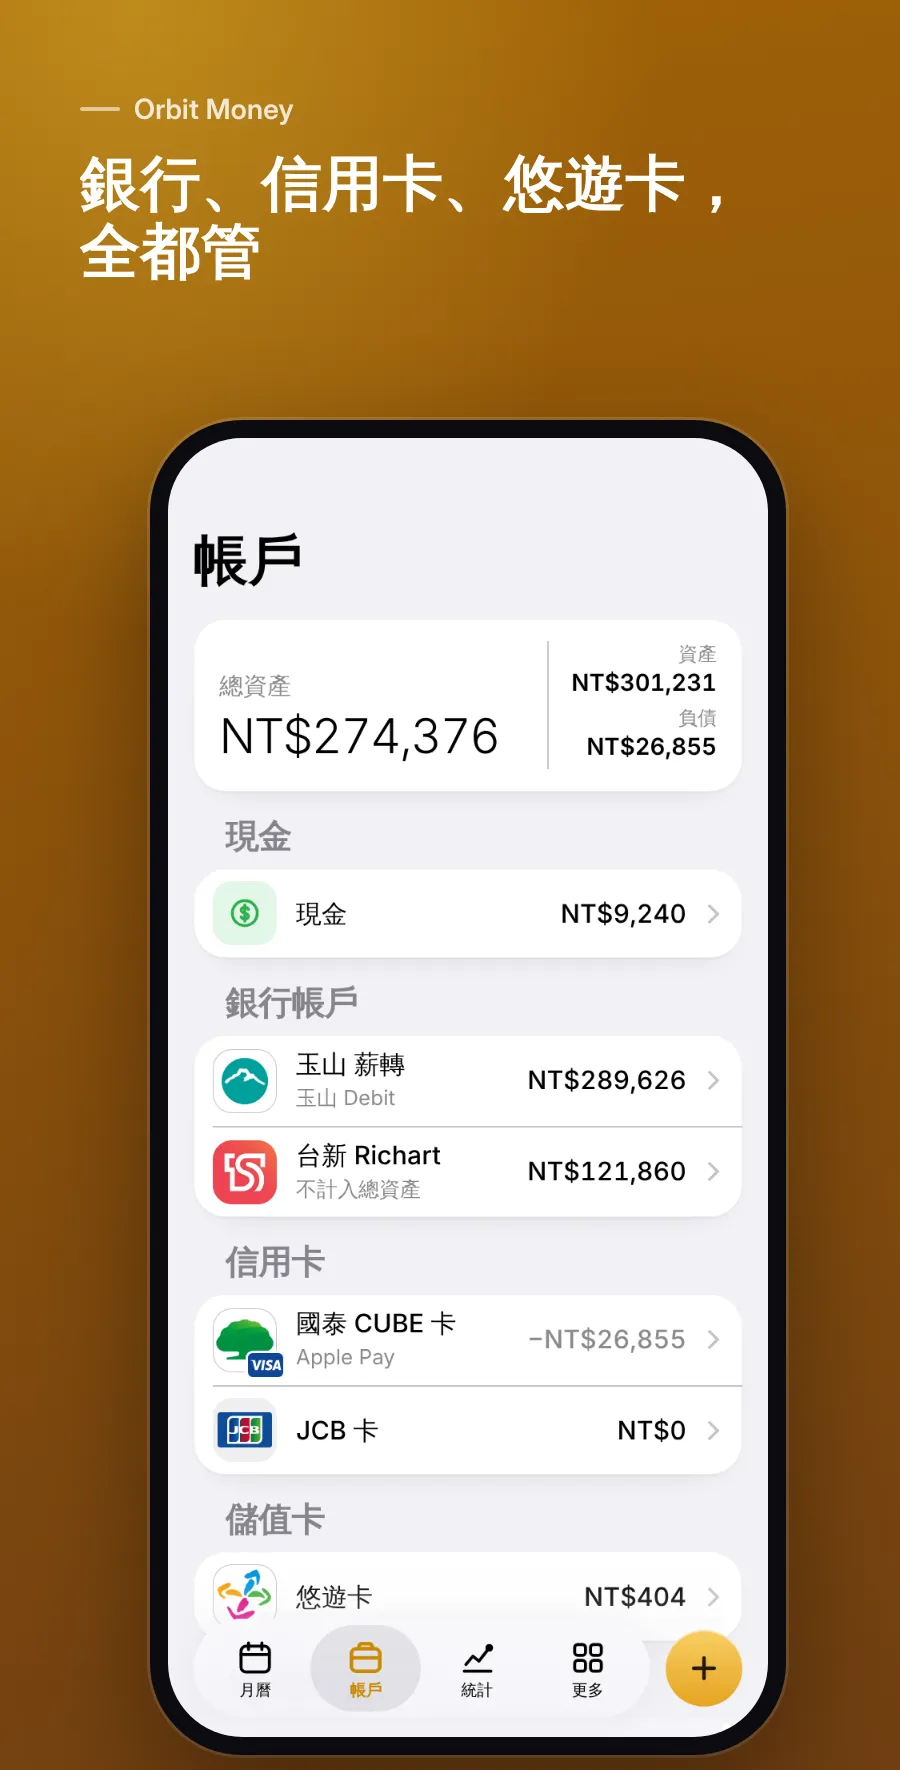 Orbit Money
銀行、信用卡、悠遊卡，
全都管
帳戶
總資產
NT$274,376
資產
NT$301,231
負債
NT$26,855
現金
現金
NT$9,240
銀行帳戶
玉山 薪轉
玉山 Debit
NT$289,626
台新 Richart
不計入總資產
NT$121,860
信用卡
國泰 CUBE 卡
Apple Pay
VISA
−NT$26,855
JCB
JCB 卡
NT$0
儲值卡
悠遊卡
NT$404
月曆
帳戶
統計
更多